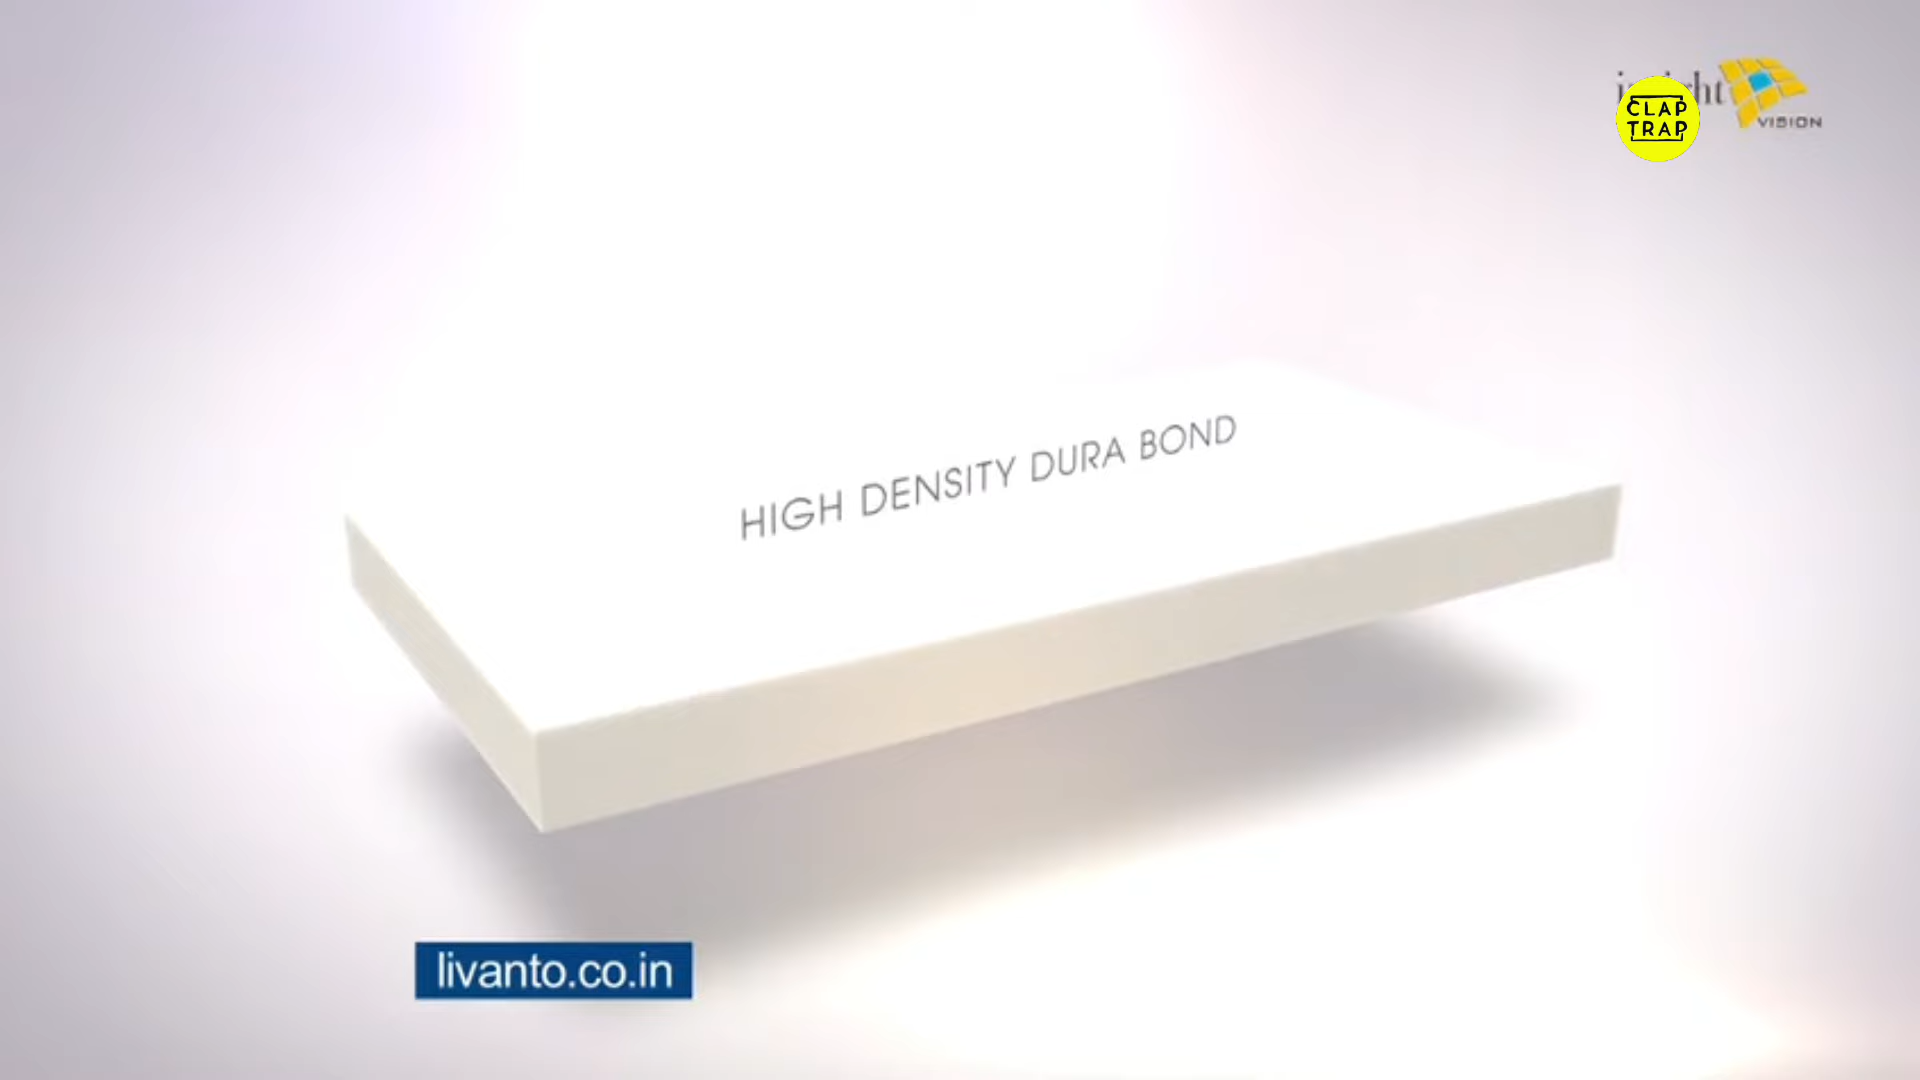 CLAP
TRAP
VISION
HIGH DENSITY DURA BOND
livanto.co.in